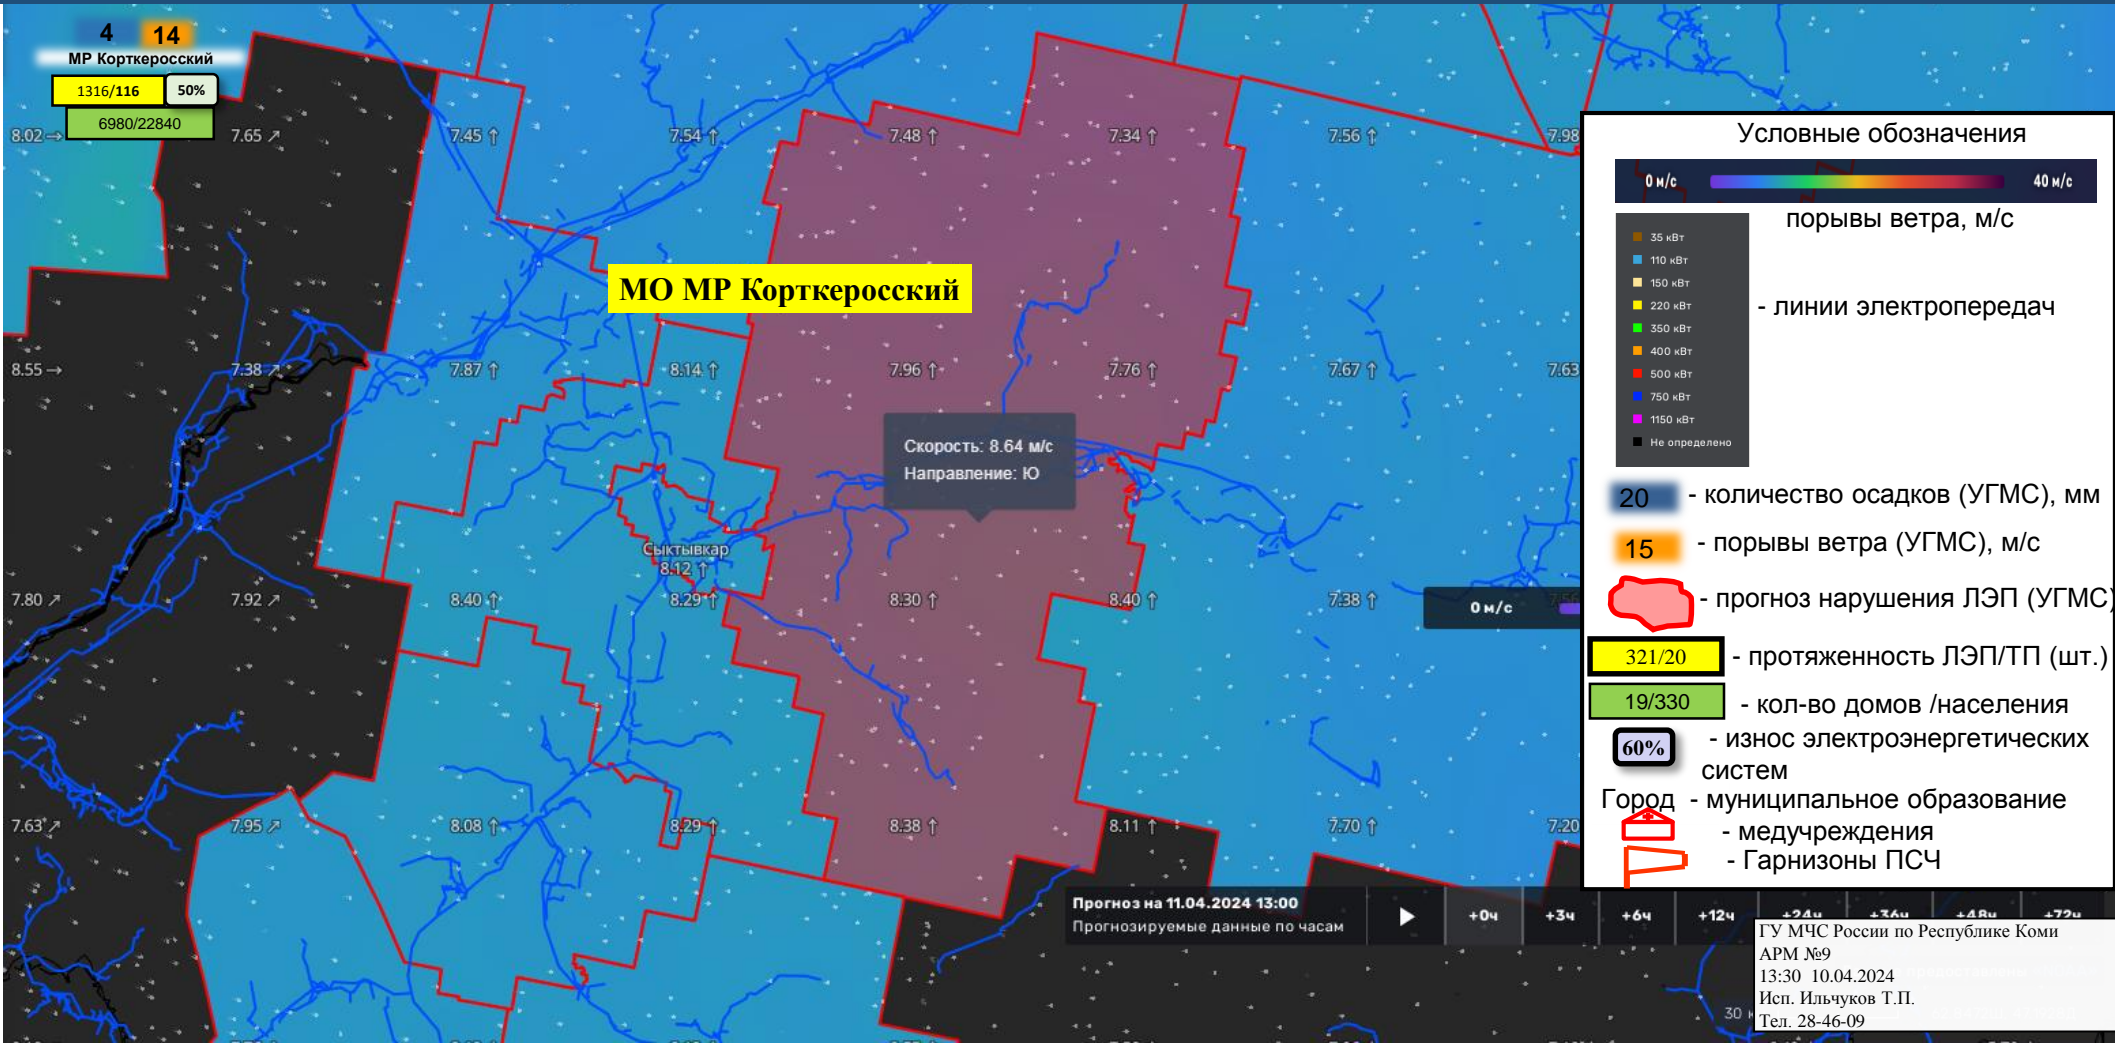 4 14
МР Корткеросский
1316/116 50%
6980/22840
8.02 → 7.65 ↗ 7.45 ↑ 7.54 ↑ 7.48 ↑ 7.34 ↑ 7.56 ↑ 7.98
МО МР Корткеросский
8.55 → 7.38 ↗ 7.87 ↑ 8.14 ↑ 7.96 ↑ 7.76 ↑ 7.67 ↑ 7.63
Скорость: 8.64 м/с
Направление: Ю
Сыктывкар
8.12 ↑
7.80 ↗ 7.92 ↗ 8.40 ↑ 8.29 ↑ 8.30 ↑ 8.40 ↑ 7.38 ↑
0 м/с
7.63 ↗ 7.95 ↗ 8.08 ↑ 8.29 ↑ 8.38 ↑ 8.11 ↑ 7.70 ↑ 7.20
Условные обозначения
0 м/с 40 м/с
порывы ветра, м/с
35 кВт
110 кВт
150 кВт
220 кВт
350 кВт
400 кВт
500 кВт
750 кВт
1150 кВт
Не определено
- линии электропередач
20 - количество осадков (УГМС), мм
15 - порывы ветра (УГМС), м/с
- прогноз нарушения ЛЭП (УГМС)
321/20 - протяженность ЛЭП/ТП (шт.)
19/330 - кол-во домов /населения
60% - износ электроэнергетических
систем
Город - муниципальное образование
- медучреждения
- Гарнизоны ПСЧ
Прогноз на 11.04.2024 13:00
Прогнозируемые данные по часам
+0ч +3ч +6ч +12ч +24ч +36ч +48ч +72ч
ГУ МЧС России по Республике Коми
АРМ №9
13:30 10.04.2024
Исп. Ильчуков Т.П.
Тел. 28-46-09
30